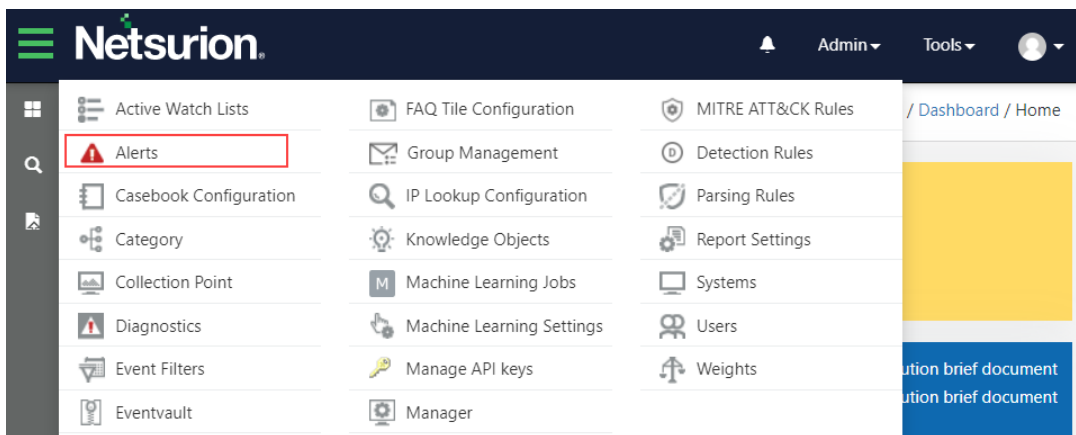 Netsurion.
Admin
Tools
Active Watch Lists
FAQ Tile Configuration
MITRE ATT&CK Rules
/ Dashboard / Home
Alerts
Group Management
D
Detection Rules
Casebook Configuration
IP Lookup Configuration
Parsing Rules
Category
Knowledge Objects
Report Settings
Collection Point
M
Machine Learning Jobs
Systems
Diagnostics
Machine Learning Settings
Users
Event Filters
Manage API keys
Weights
ution brief document
ution brief document
Eventvault
Manager